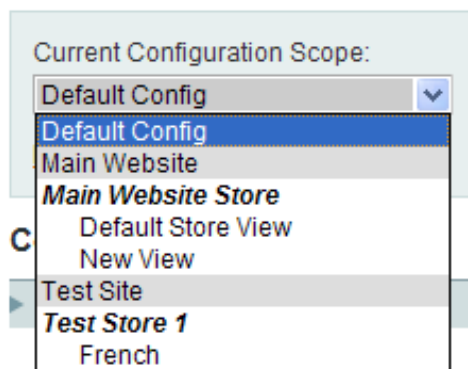 Current Configuration Scope:
Default Config
Default Config
Main Website
Main Website Store
Default Store View
New View
Test Site
Test Store 1
French